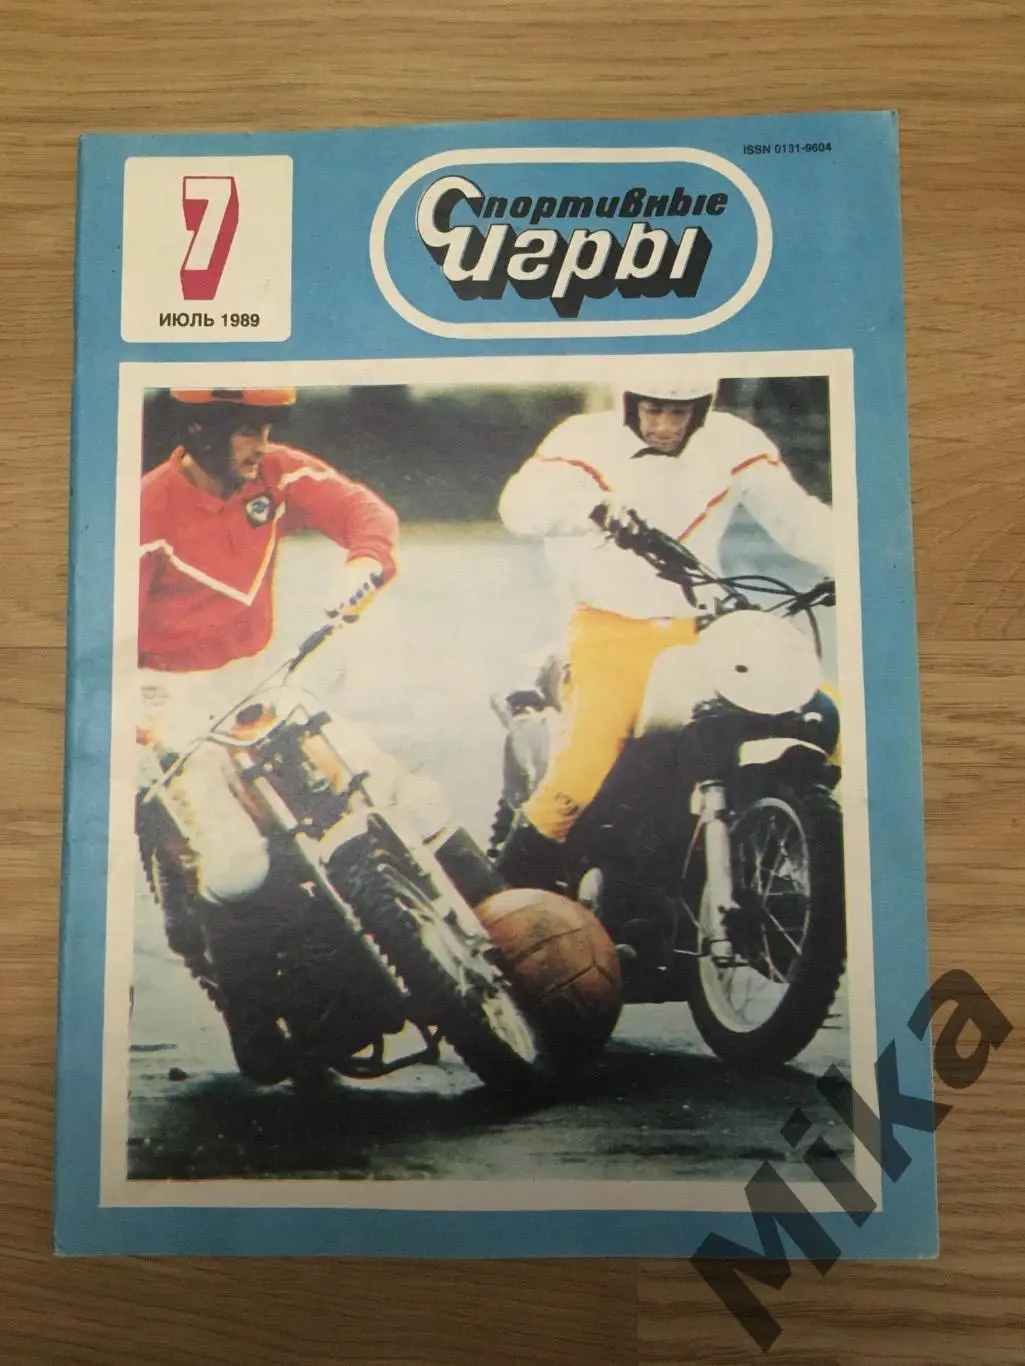 7
ИЮЛЬ 1989
ISSN 0131-9604
Спортивные
игры
Mika